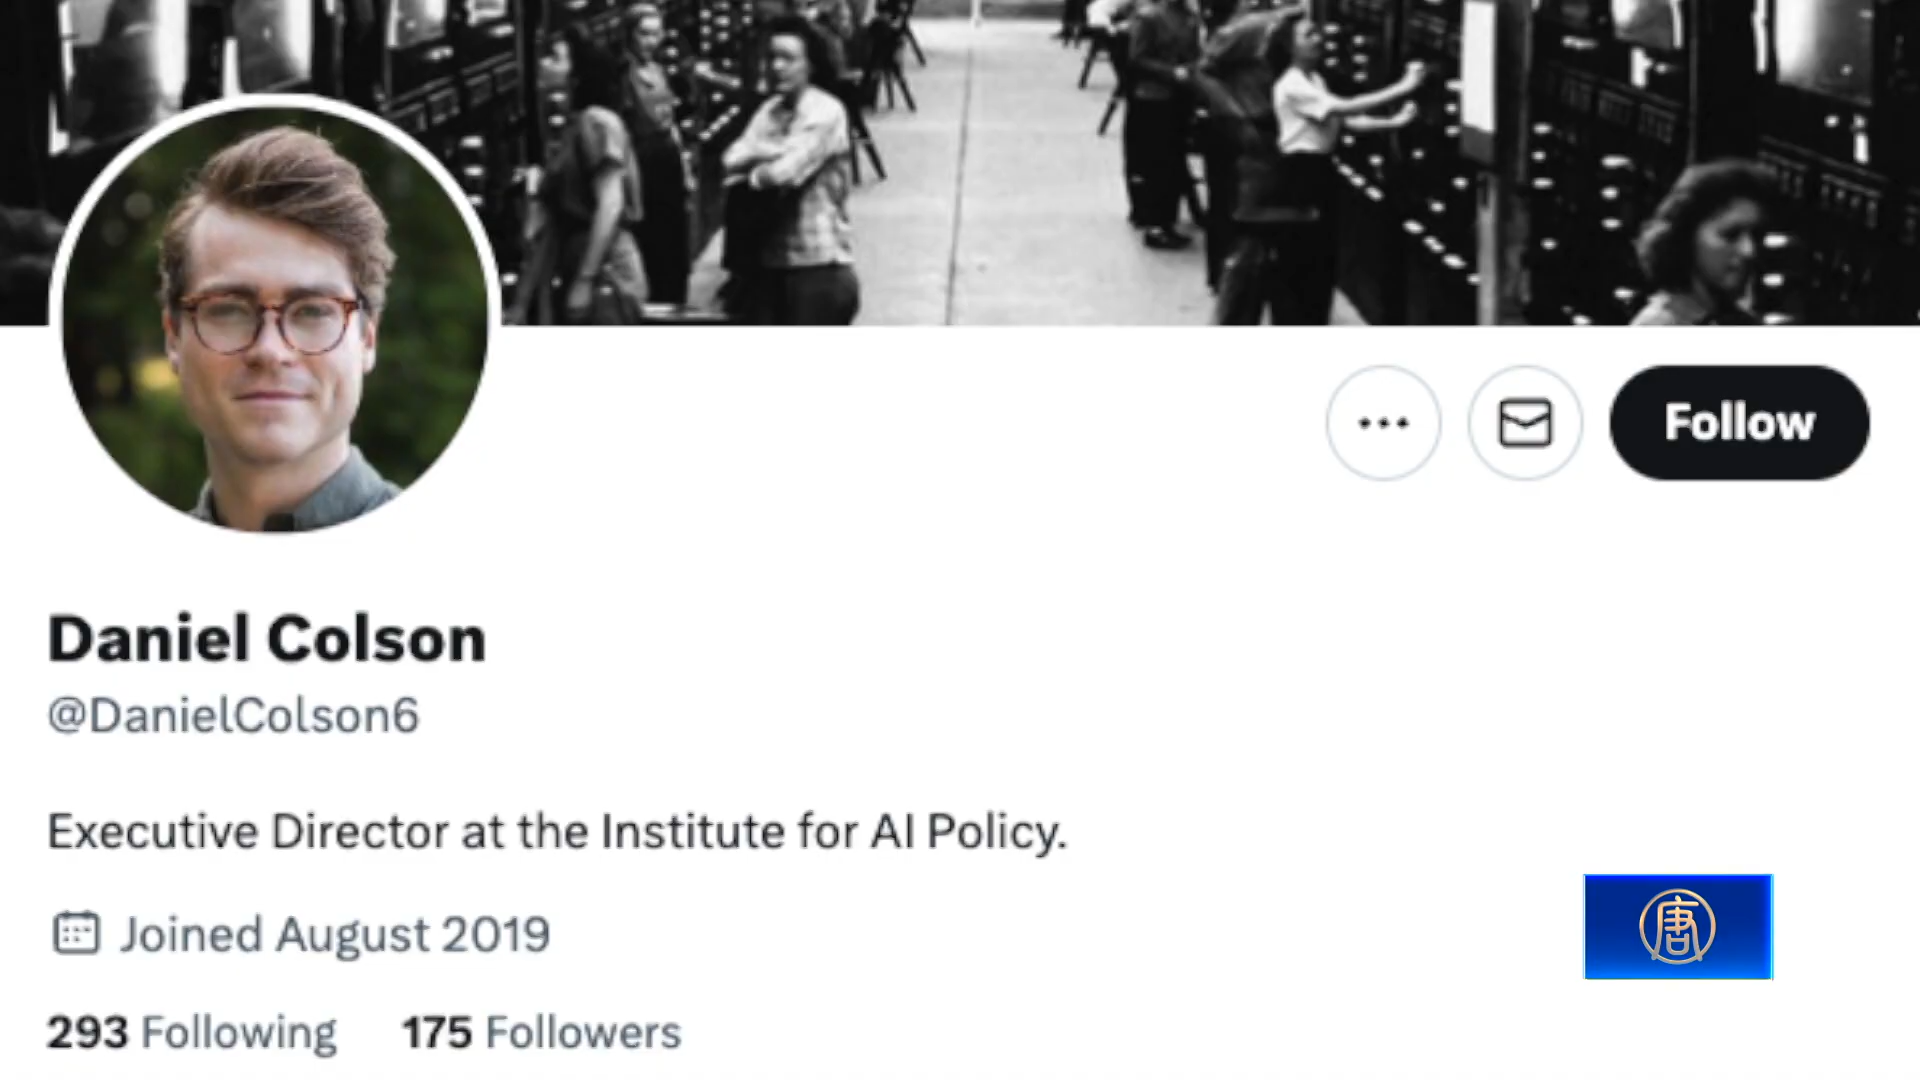 Follow
Daniel Colson
@DanielColson6
Executive Director at the Institute for AI Policy.
Joined August 2019
293 Following 175 Followers
唐